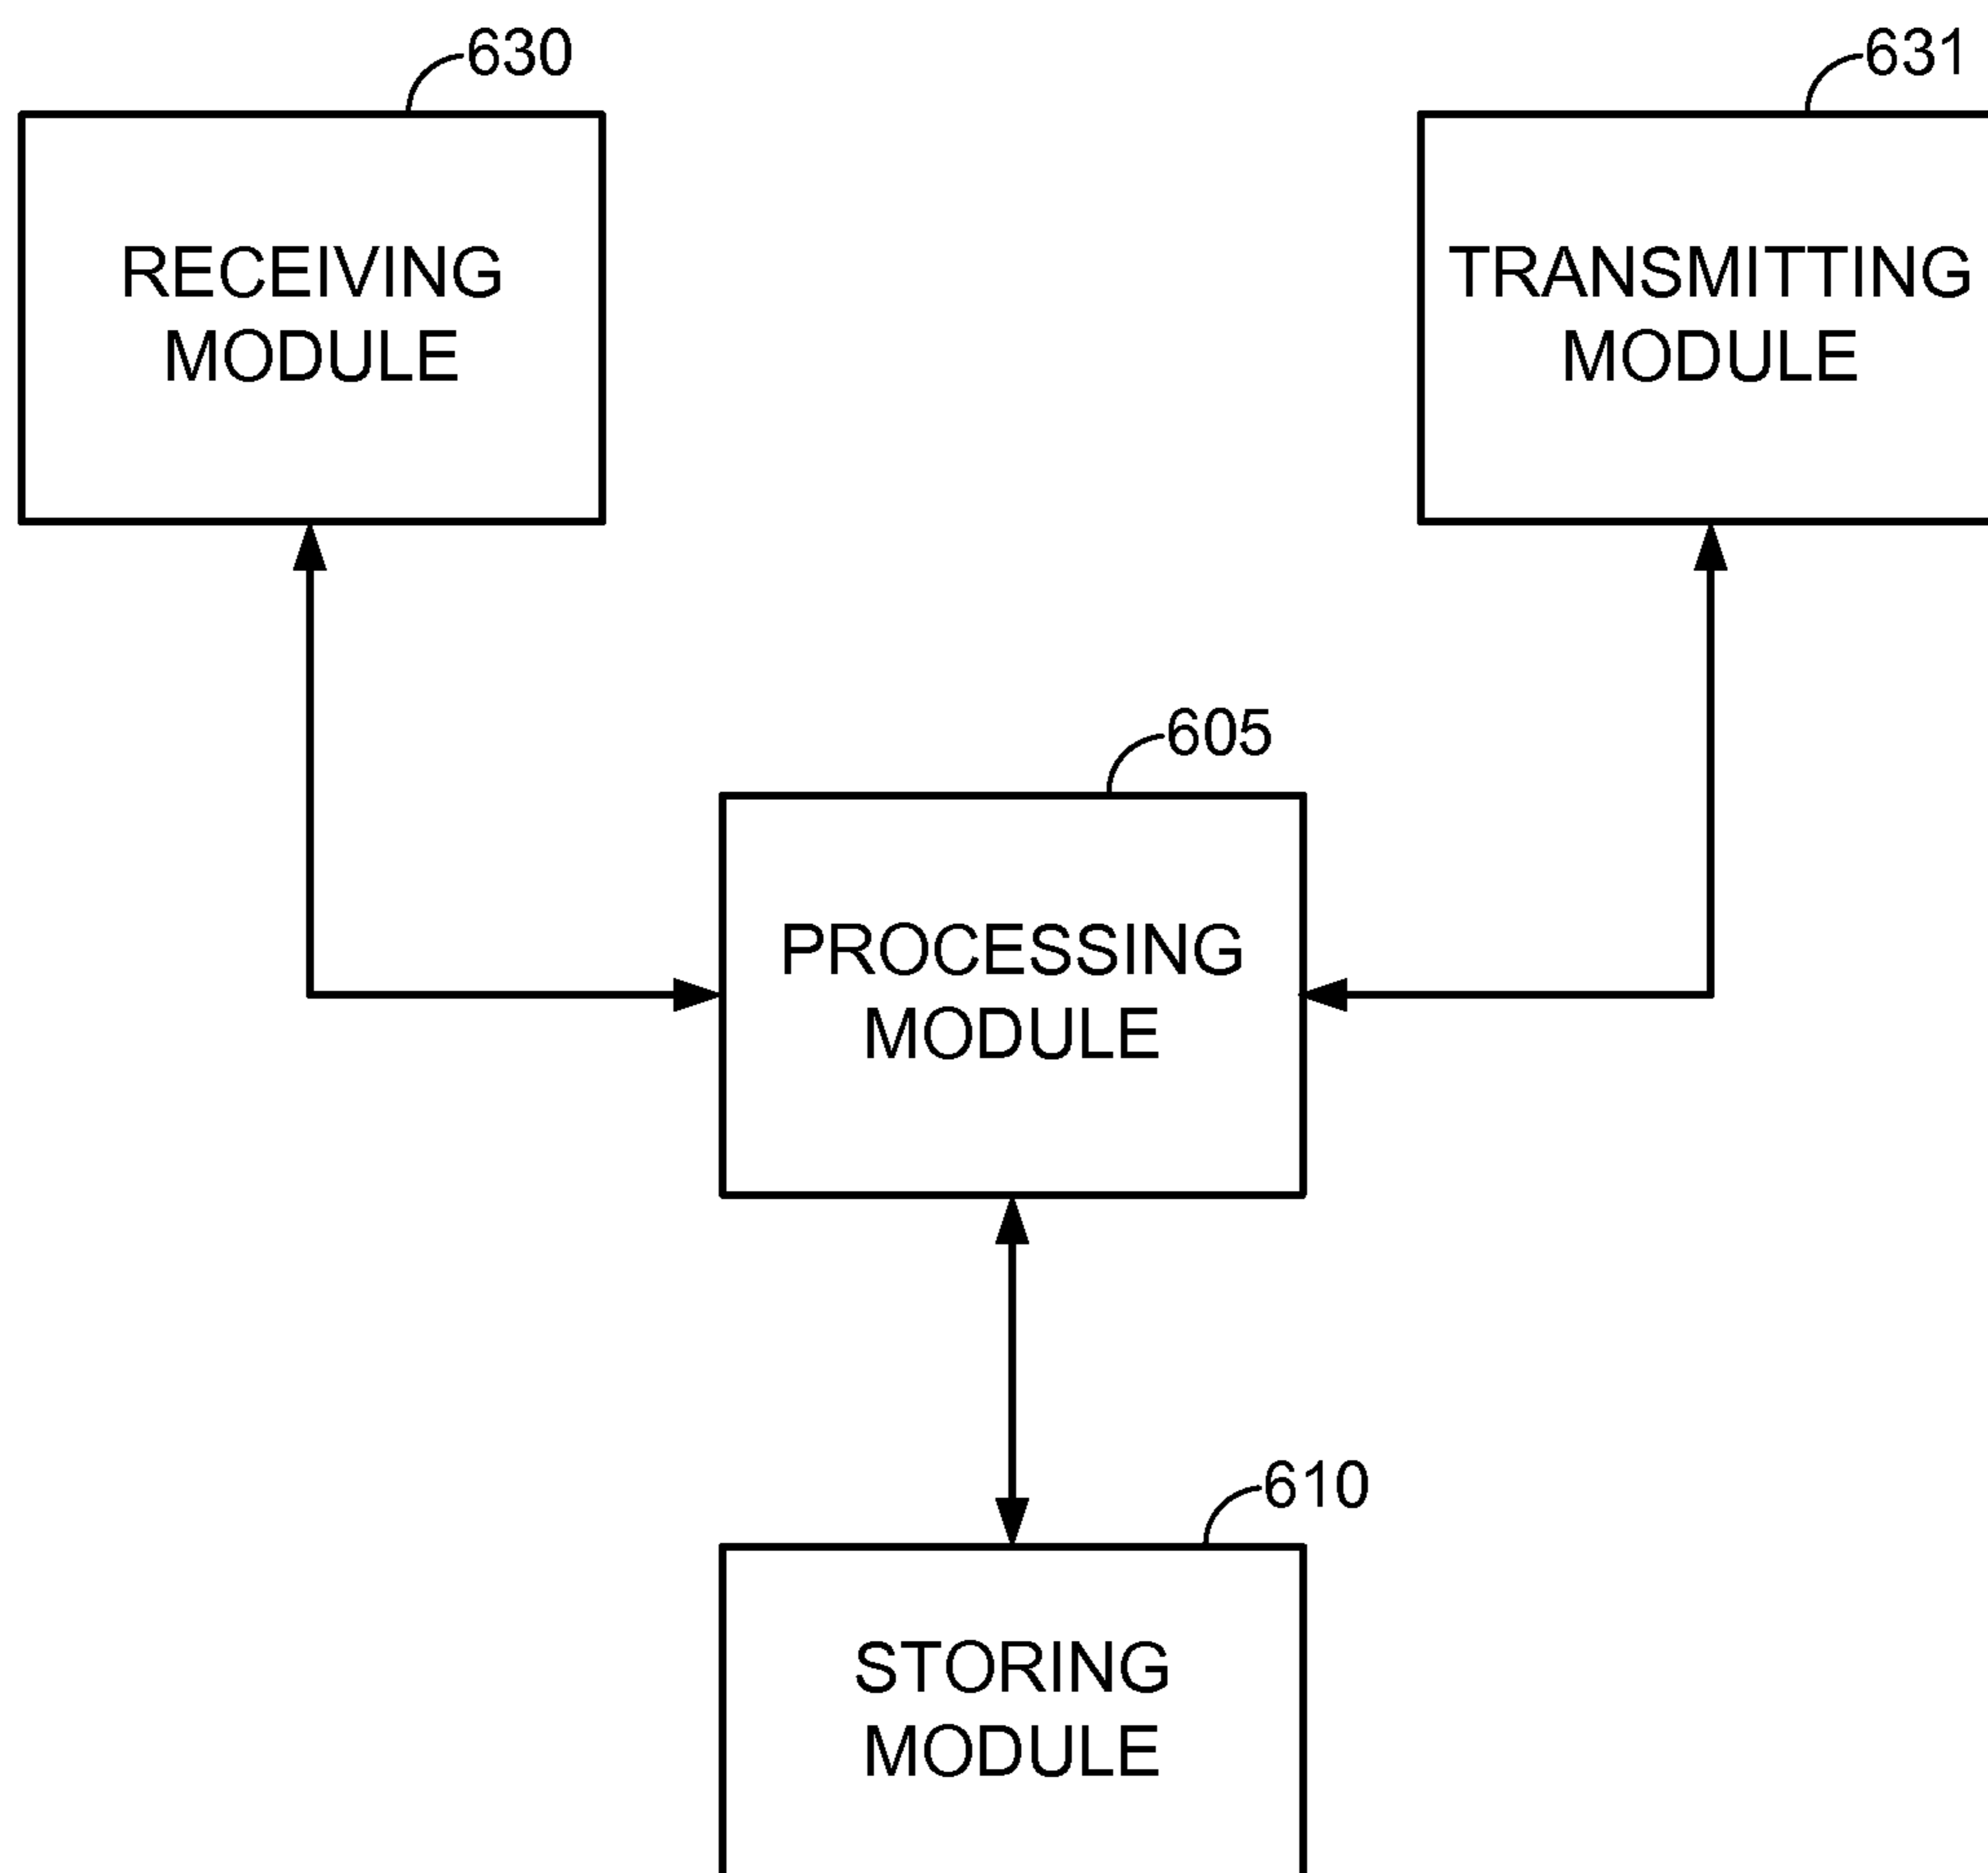 630
631
RECEIVING
MODULE
TRANSMITTING
MODULE
605
PROCESSING
MODULE
610
STORING
MODULE